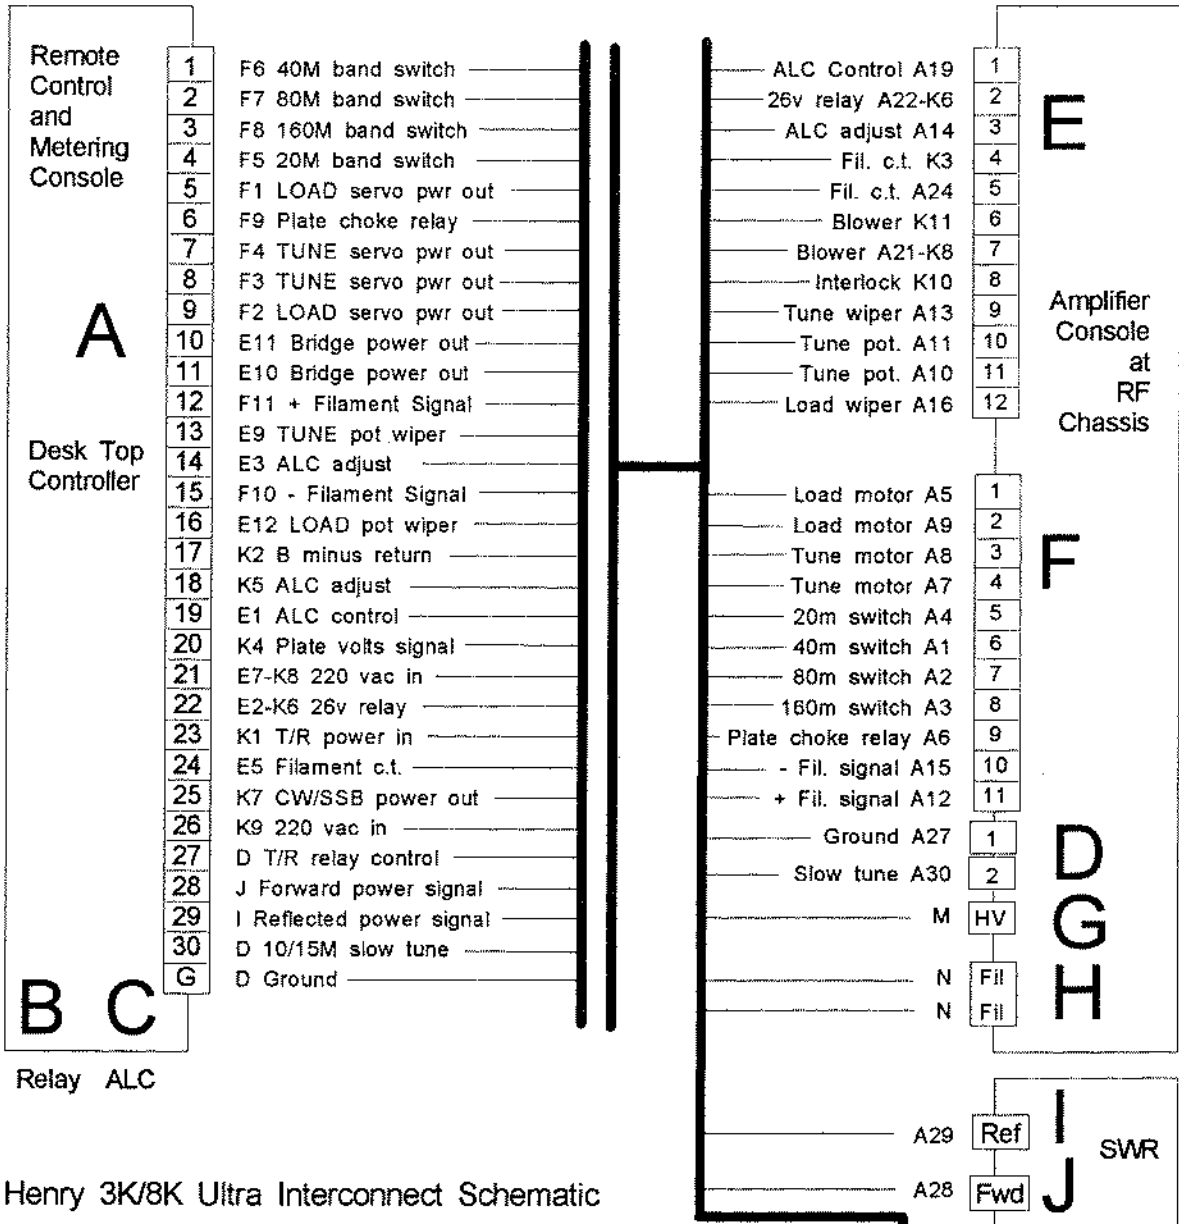 Remote
Control
and
Metering
Console
A
Desk Top
Controller
1 F6 40M band switch
2 F7 80M band switch
3 F8 160M band switch
4 F5 20M band switch
5 F1 LOAD servo pwr out
6 F9 Plate choke relay
7 F4 TUNE servo pwr out
8 F3 TUNE servo pwr out
9 F2 LOAD servo pwr out
10 E11 Bridge power out
11 E10 Bridge power out
12 F11 + Filament Signal
13 E9 TUNE pot wiper
14 E3 ALC adjust
15 F10 - Filament Signal
16 E12 LOAD pot wiper
17 K2 B minus return
18 K5 ALC adjust
19 E1 ALC control
20 K4 Plate volts signal
21 E7-K8 220 vac in
22 E2-K6 26v relay
23 K1 T/R power in
24 E5 Filament c.t.
25 K7 CW/SSB power out
26 K9 220 vac in
27 D T/R relay control
28 J Forward power signal
29 I Reflected power signal
30 D 10/15M slow tune
G D Ground
B C
Relay ALC
ALC Control A19 1
26v relay A22-K6 2
ALC adjust A14 3
Fil. c.t. K3 4
Fil. c.t. A24 5
Blower K11 6
Blower A21-K8 7
Interlock K10 8
Tune wiper A13 9
Tune pot. A11 10
Tune pot. A10 11
Load wiper A16 12
E
Amplifier
Console
at
RF
Chassis
Load motor A5 1
Load motor A9 2
Tune motor A8 3
Tune motor A7 4
20m switch A4 5
40m switch A1 6
80m switch A2 7
160m switch A3 8
Plate choke relay A6 9
- Fil. signal A15 10
+ Fil. signal A12 11
F
Ground A27 1
Slow tune A30 2
D
M HV G
N Fil
N Fil
H
A29 Ref I
SWR
A28 Fwd J
Henry 3K/8K Ultra Interconnect Schematic